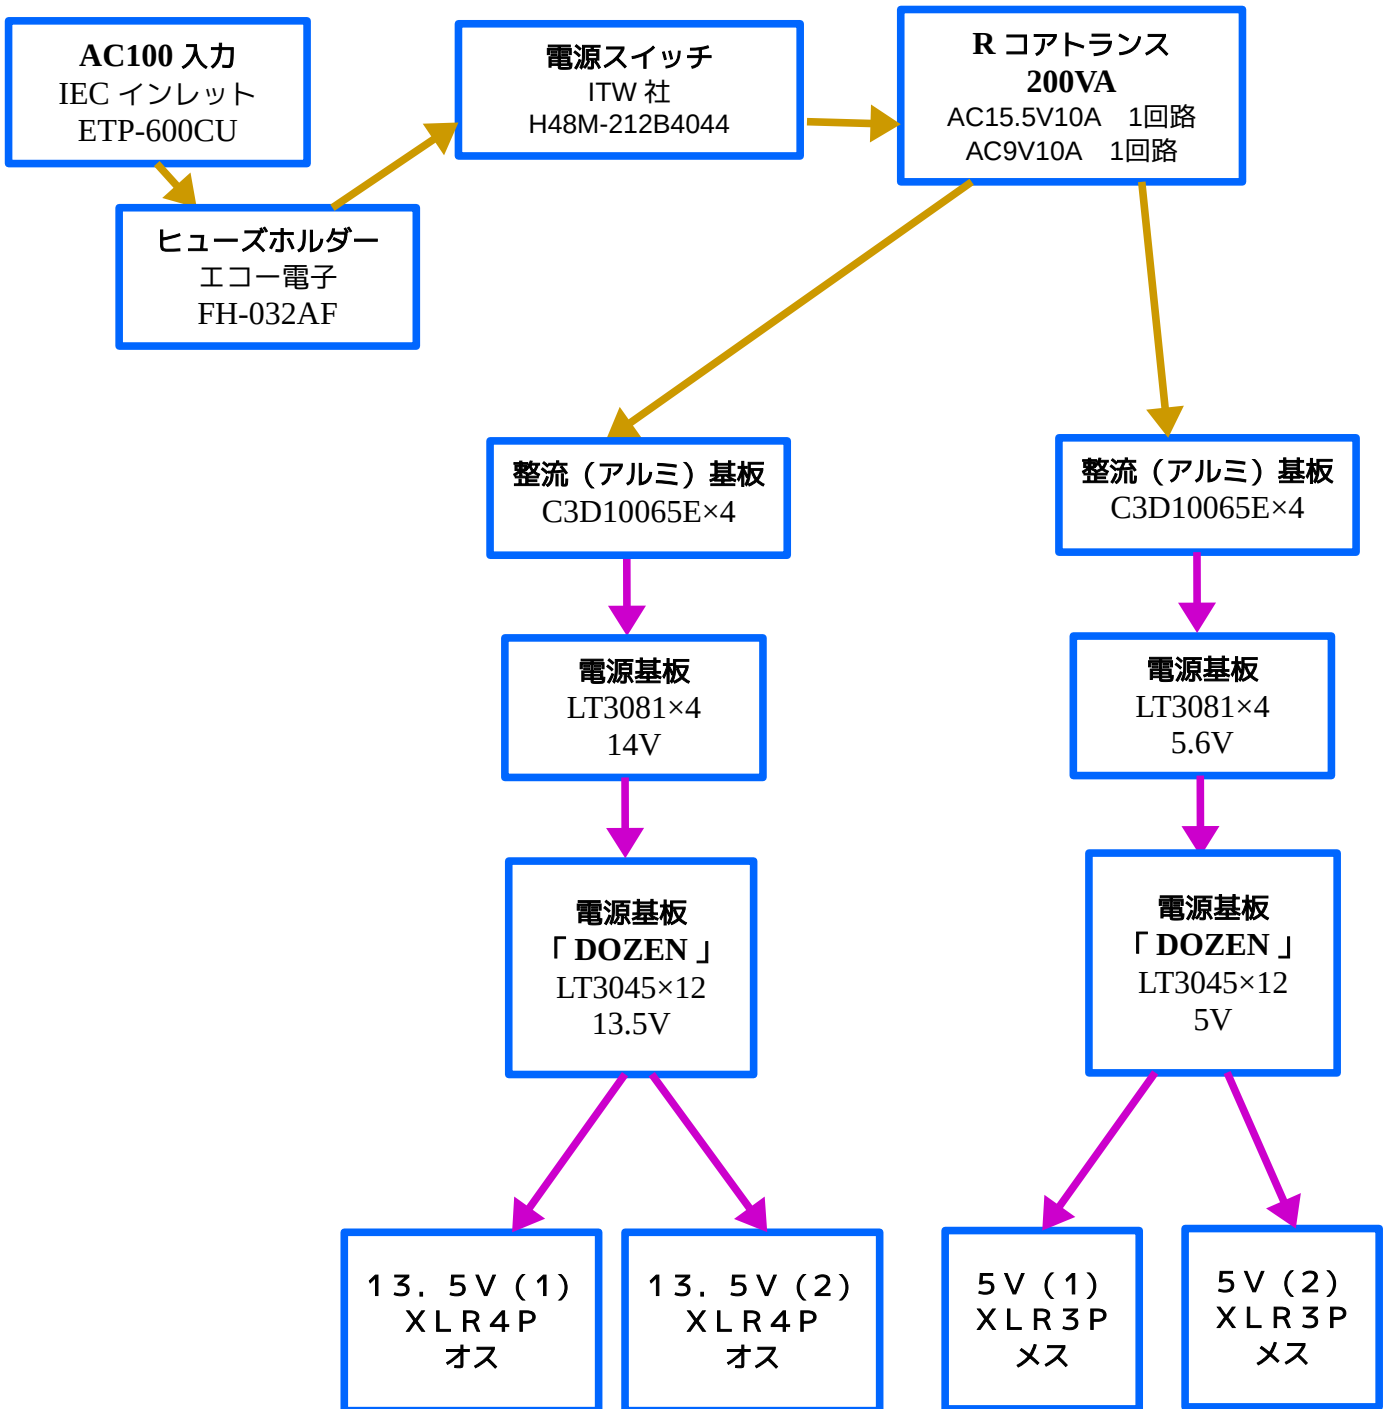 AC100 入力
IEC インレット
ETP-600CU
電源スイッチ
ITW 社
H48M-212B4044
R コアトランス
200VA
AC15.5V10A　1回路
AC9V10A　1回路
ヒューズホルダー
エコー電子
FH-032AF
整流（アルミ）基板
C3D10065E×4
整流（アルミ）基板
C3D10065E×4
電源基板
LT3081×4
14V
電源基板
LT3081×4
5.6V
電源基板
「 DOZEN 」
LT3045×12
13.5V
電源基板
「 DOZEN 」
LT3045×12
5V
１３．５V（１）
ＸＬＲ４Ｐ
オス
１３．５V（２）
ＸＬＲ４Ｐ
オス
５V（１）
ＸＬＲ３Ｐ
メス
５V（２）
ＸＬＲ３Ｐ
メス